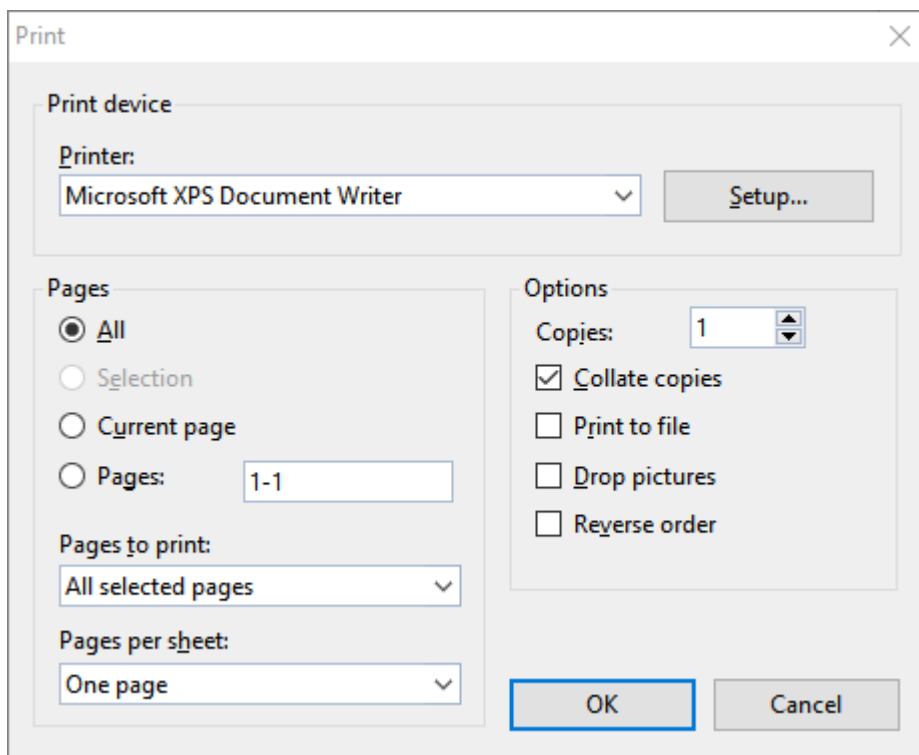 Print
Print device
Printer:
Microsoft XPS Document Writer
Setup...
Pages
All
Selection
Current page
Pages: 1-1
Pages to print:
All selected pages
Pages per sheet:
One page
Options
Copies: 1
Collate copies
Print to file
Drop pictures
Reverse order
OK
Cancel